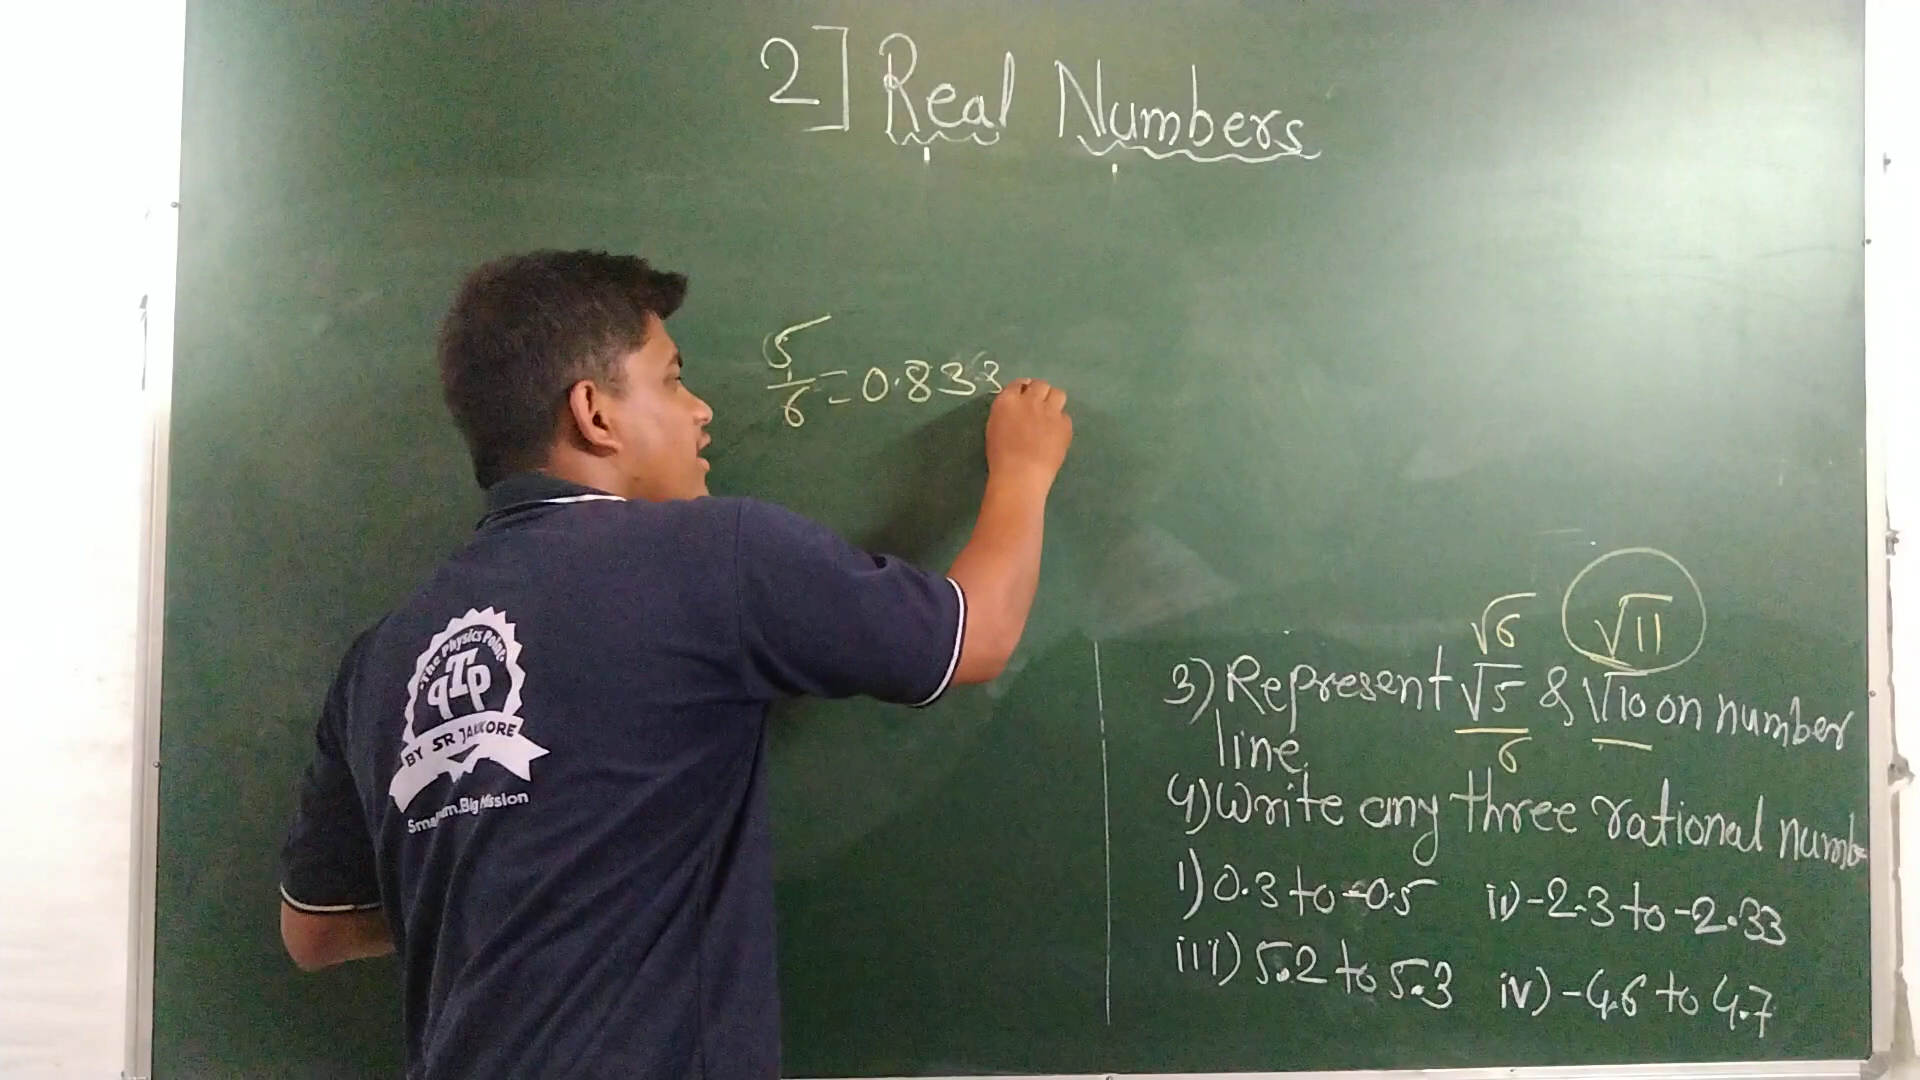 2] Real Numbers
5/6 = 0.833
√6 √11
3) Represent √5 & √10 on number
6
line.
4) Write any three rational numb
i) 0.3 to -0.5 ii) -2.3 to -2.33
iii) 5.2 to 5.3 iv) -4.6 to 4.7
The Physics Point
PTP
BY SR